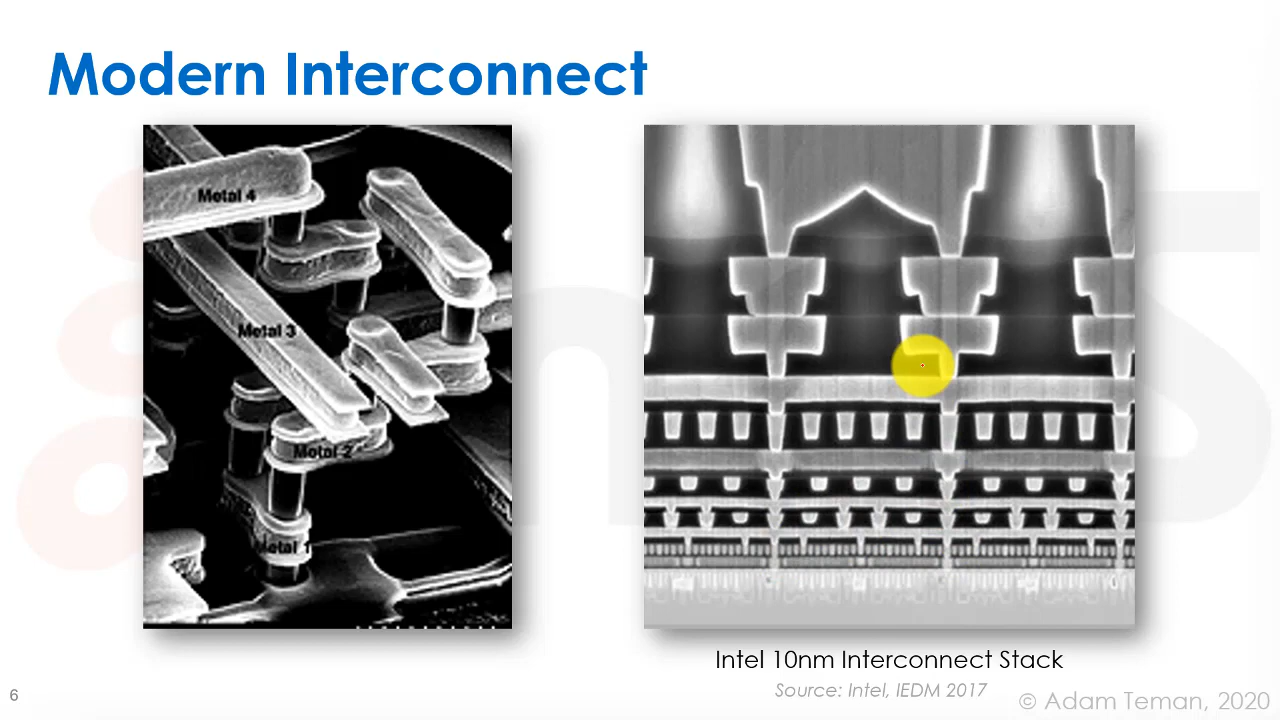 Modern Interconnect
Metal 4
Metal 3
Metal 2
Metal 1
Intel 10nm Interconnect Stack
Source: Intel, IEDM 2017
6
© Adam Teman, 2020